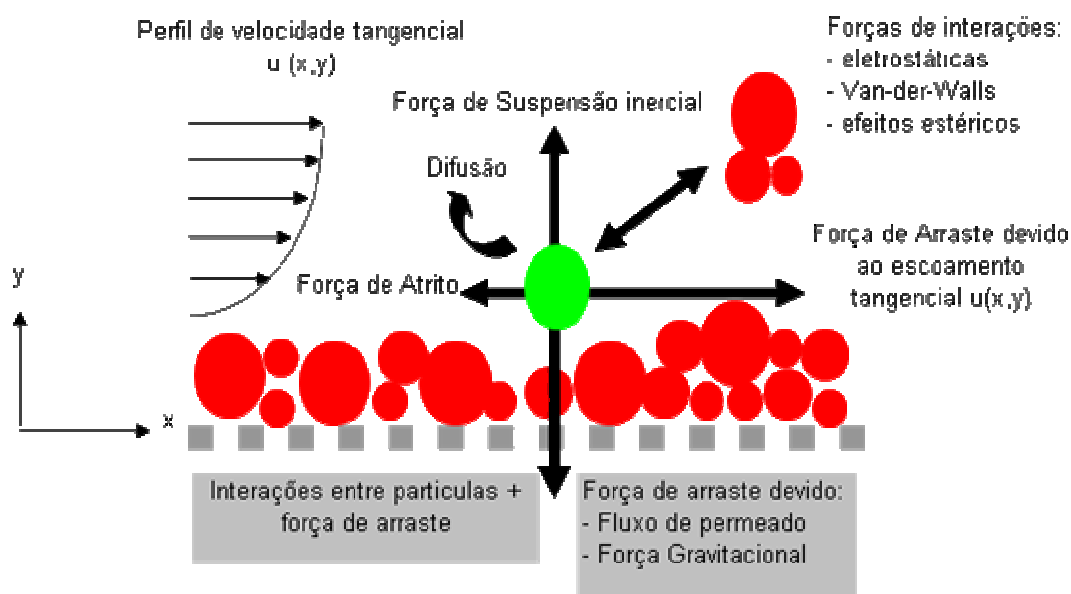 Perfil de velocidade tangencial
u (x,y)
Forças de interações:
- eletrostáticas
- Van-der-Walls
- efeitos estéricos
Força de Suspensão inercial
Difusão
Força de Arraste devido
ao escoamento
tangencial u(x,y)
Força de Atrito
y
x
Interações entre particulas +
força de arraste
Força de arraste devido:
- Fluxo de permeado
- Força Gravitacional